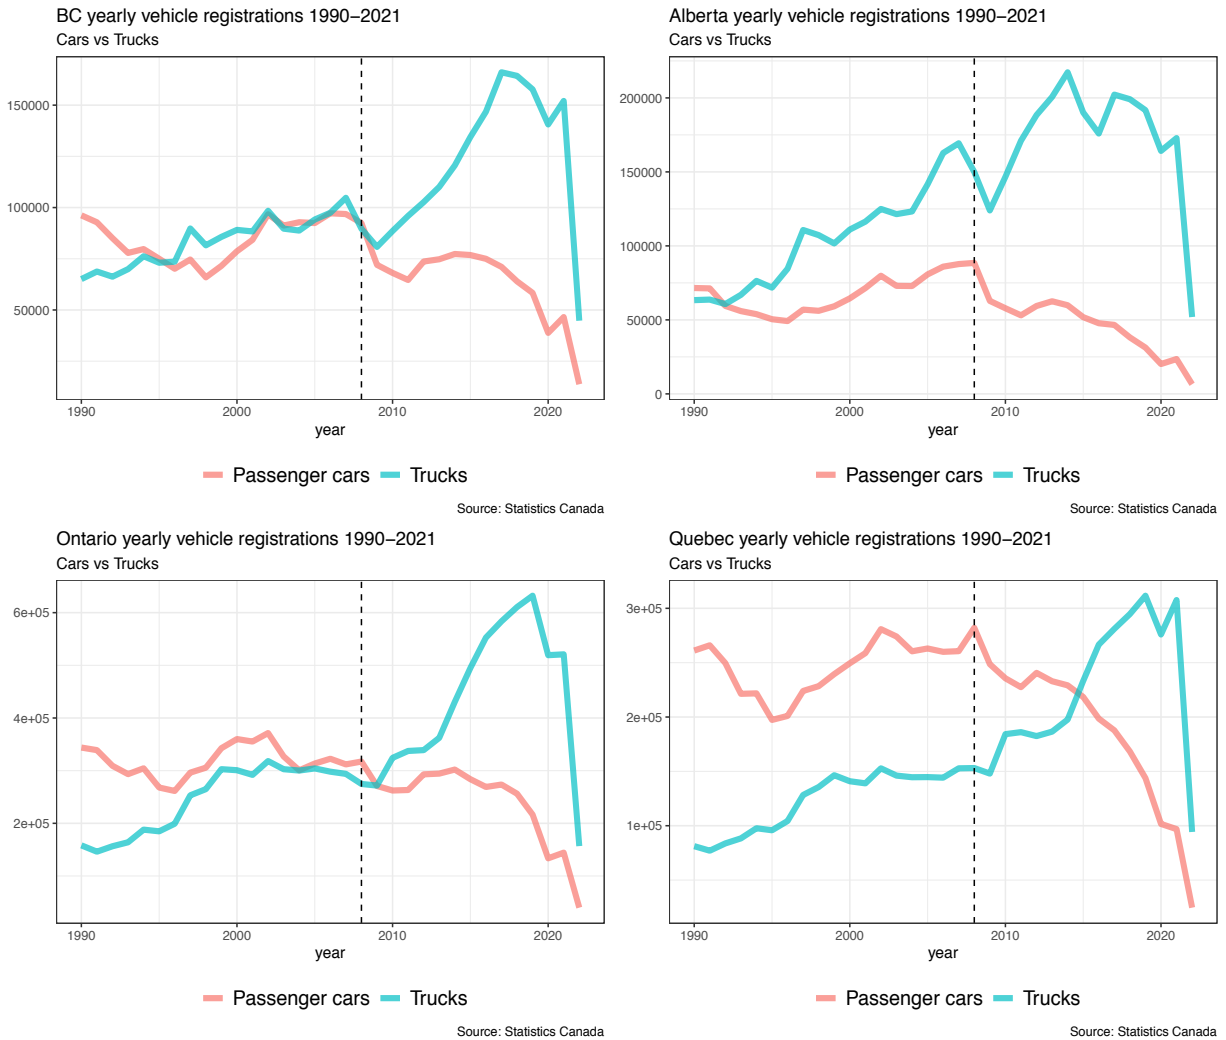 BC yearly vehicle registrations 1990−2021
Cars vs Trucks
150000
100000
50000
1990 2000 2010 2020
year
Passenger cars Trucks
Source: Statistics Canada
Alberta yearly vehicle registrations 1990−2021
Cars vs Trucks
200000
150000
100000
50000
0
1990 2000 2010 2020
year
Passenger cars Trucks
Source: Statistics Canada
Ontario yearly vehicle registrations 1990−2021
Cars vs Trucks
6e+05
4e+05
2e+05
1990 2000 2010 2020
year
Passenger cars Trucks
Source: Statistics Canada
Quebec yearly vehicle registrations 1990−2021
Cars vs Trucks
3e+05
2e+05
1e+05
1990 2000 2010 2020
year
Passenger cars Trucks
Source: Statistics Canada